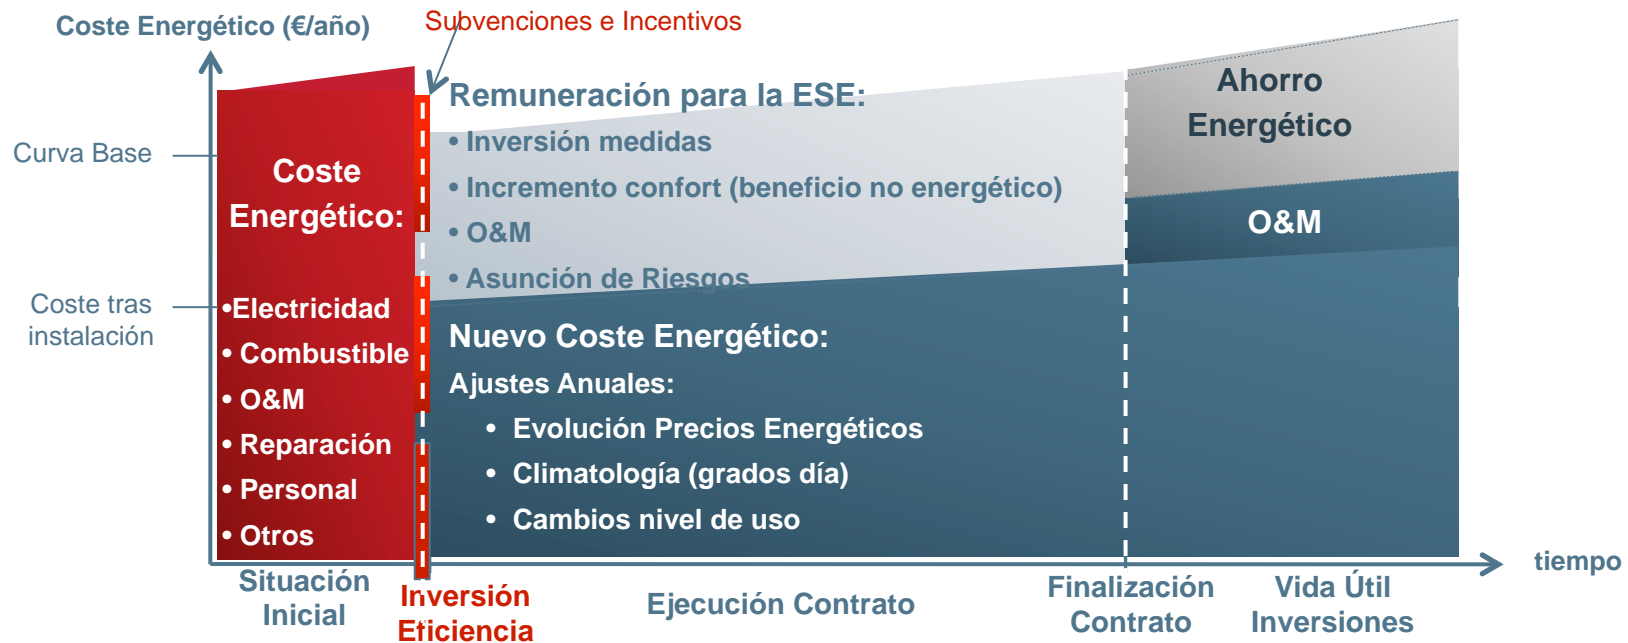 Subvenciones e Incentivos
Coste Energético (€/año)
Curva Base
Coste tras
instalación
Coste
Energético:
•Electricidad
• Combustible
• O&M
• Reparación
• Personal
• Otros
Remuneración para la ESE:
• Inversión medidas
• Incremento confort (beneficio no energético)
• O&M
• Asunción de Riesgos
Nuevo Coste Energético:
Ajustes Anuales:
• Evolución Precios Energéticos
• Climatología (grados día)
• Cambios nivel de uso
Ahorro
Energético
O&M
tiempo
Situación
Inicial
Inversión
Eficiencia
Ejecución Contrato
Finalización
Contrato
Vida Útil
Inversiones